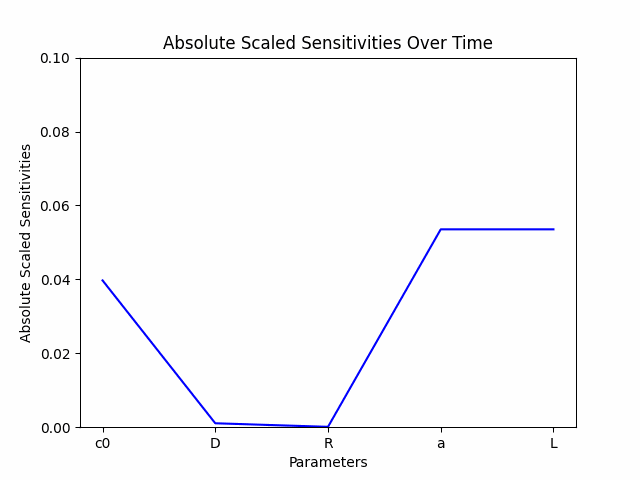 Absolute Scaled Sensitivities Over Time
0.10
0.08
0.06
0.04
0.02
0.00
Absolute Scaled Sensitivities
c0 D R a L
Parameters